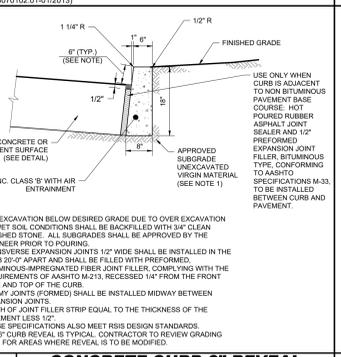 1 1/4" R
1/2" R
1"
6"
6" (TYP.)
(SEE NOTE)
FINISHED GRADE
1/2"
18"
8"
USE ONLY WHEN
CURB IS ADJACENT
TO NON BITUMINOUS
PAVEMENT BASE
COURSE: HOT
POURED RUBBER
ASPHALT JOINT
SEALER AND 1/2"
PREFORMED
EXPANSION JOINT
FILLER, BITUMINOUS
TYPE, CONFORMING
TO AASHTO
SPECIFICATIONS M-33,
TO BE INSTALLED
BETWEEN CURB AND
PAVEMENT.
CONCRETE OR
ENT SURFACE
(SEE DETAIL)
NC. CLASS 'B' WITH AIR
ENTRAINMENT
APPROVED
SUBGRADE
UNEXCAVATED
VIRGIN MATERIAL
(SEE NOTE 1)
EXCAVATION BELOW DESIRED GRADE DUE TO OVER EXCAVATION
WET SOIL CONDITIONS SHALL BE BACKFILLED WITH 3/4" CLEAN
SHED STONE. ALL SUBGRADES SHALL BE APPROVED BY THE
NEER PRIOR TO POURING.
NSVERSE EXPANSION JOINTS 1/2" WIDE SHALL BE INSTALLED IN THE
B 20'-0" APART AND SHALL BE FILLED WITH PREFORMED,
MINOUS-IMPREGNATED FIBER JOINT FILLER, COMPLYING WITH THE
UIREMENTS OF AASHTO M-213, RECESSED 1/4" FROM THE FRONT
AND TOP OF THE CURB.
MY JOINTS (FORMED) SHALL BE INSTALLED MIDWAY BETWEEN
ANSION JOINTS.
TH OF JOINT FILLER STRIP EQUAL TO THE THICKNESS OF THE
EMENT LESS 1/2".
SE SPECIFICATIONS ALSO MEET RSIS DESIGN STANDARDS.
6" CURB REVEAL IS TYPICAL. CONTRACTOR TO REVIEW GRADING
FOR AREAS WHERE REVEAL IS TO BE MODIFIED.